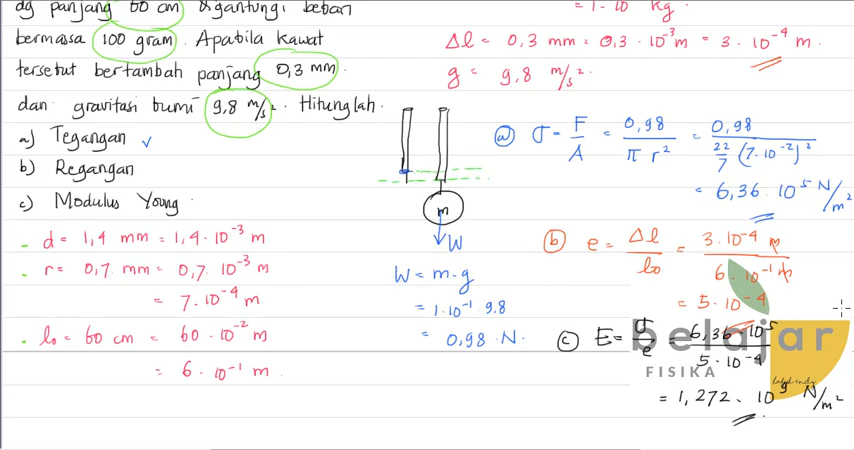 dg panjang 60 cm digantungi beban
bermassa 100 gram. Apabila kawat
tersebut bertambah panjang 0,3 mm
dan gravitasi bumi 9,8 m/s². Hitunglah.
a) Tegangan √
b) Regangan
c) Modulus Young.
- d = 1,4 mm = 1,4 · 10⁻³ m
- r = 0,7 mm = 0,7 · 10⁻³ m
= 7 · 10⁻⁴ m
· l₀ = 60 cm = 60 · 10⁻² m
= 6 · 10⁻¹ m
= 1 · 10 kg.
Δl = 0,3 mm = 0,3 · 10⁻³ m = 3 · 10⁻⁴ m.
g = 9,8 m/s².
m
W
W = m · g
= 1 · 10⁻¹ · 9,8
= 0,98 N.
(a) σ = F/A = 0,98/π r² = 0,98/22/7 (7 · 10⁻²)²
= 6,36 · 10⁵ N/m²
(b) e = Δl/l₀ = 3 · 10⁻⁴ m/6 · 10⁻¹ m
= 5 · 10⁻⁴
(c) E = σ/e = 6,36 · 10⁵/5 · 10⁻⁴
= 1,272 · 10⁹ N/m²
belajar
FISIKA